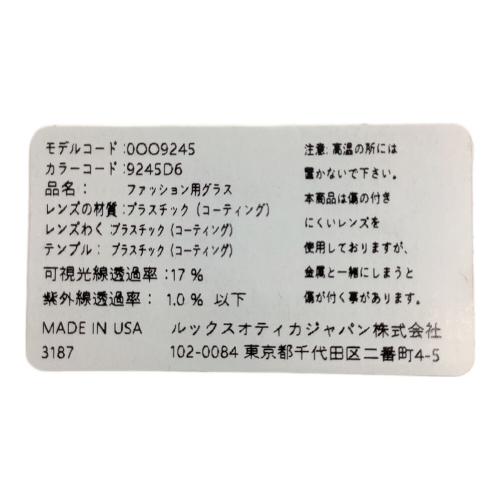 モデルコード:0OO9245
カラーコード:9245D6
品名: ファッション用グラス
レンズの材質:プラスチック (コーティング)
レンズわく:プラスチック (コーティング)
テンプル: プラスチック (コーティング)
可視光線透過率:17%
紫外線透過率: 1.0% 以下
注意:高温の所には
置かないで下さい。
本商品は傷の付き
にくいレンズを
使用しておりますが、
金属と一緒にしまうと
傷が付く事があります。
MADE IN USA ルックスオティカジャパン株式会社
3187 102-0084 東京都千代田区二番町4-5